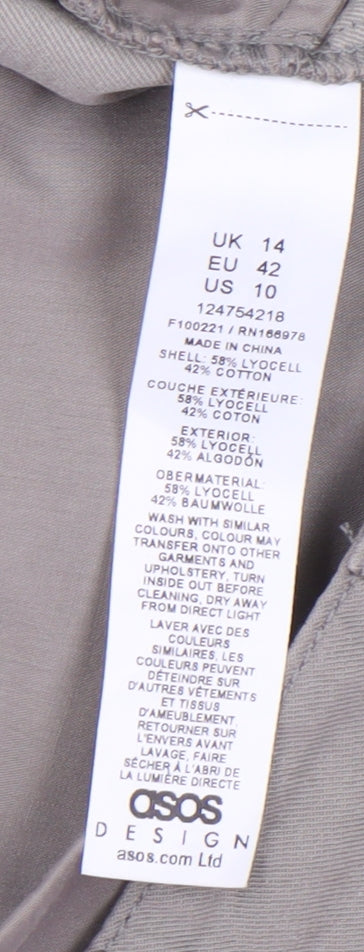 UK 14
EU 42
US 10
124754218
F100221 / RN166978
MADE IN CHINA
SHELL: 58% LYOCELL
42% COTTON
COUCHE EXTÉRIEURE:
58% LYOCELL
42% COTON
EXTERIOR:
58% LYOCELL
42% ALGODÓN
OBERMATERIAL:
58% LYOCELL
42% BAUMWOLLE
WASH WITH SIMILAR
COLOURS, COLOUR MAY
TRANSFER ONTO OTHER
GARMENTS AND
UPHOLSTERY, TURN
INSIDE OUT BEFORE
CLEANING, DRY AWAY
FROM DIRECT LIGHT
LAVER AVEC DES
COULEURS
SIMILAIRES, LES
COULEURS PEUVENT
DÉTEINDRE SUR
D'AUTRES VÊTEMENTS
ET TISSUS
D'AMEUBLEMENT,
RETOURNER SUR
L'ENVERS AVANT
LAVAGE, FAIRE
SÉCHER À L'ABRI DE
LA LUMIÈRE DIRECTE
asos
DESIGN
asos.com Ltd